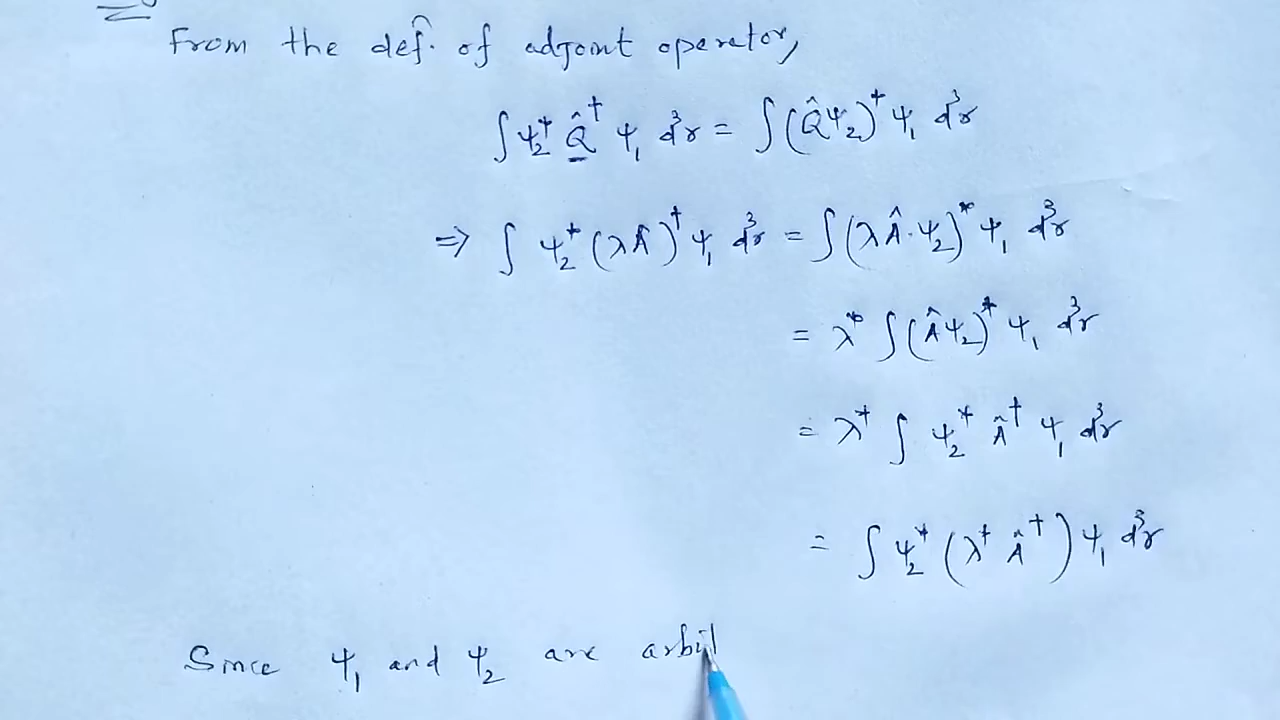 From the def. of adjoint operator,
∫ψ₂* Q̂† ψ₁ d³r = ∫(Q̂ψ₂)* ψ₁ d³r
⇒ ∫ ψ₂* (λÂ)† ψ₁ d³r = ∫(λÂ·ψ₂)* ψ₁ d³r
= λ* ∫(Âψ₂)* ψ₁ d³r
= λ* ∫ ψ₂* Â† ψ₁ d³r
= ∫ ψ₂* (λ* Â†) ψ₁ d³r
Since ψ₁ and ψ₂ are arbit